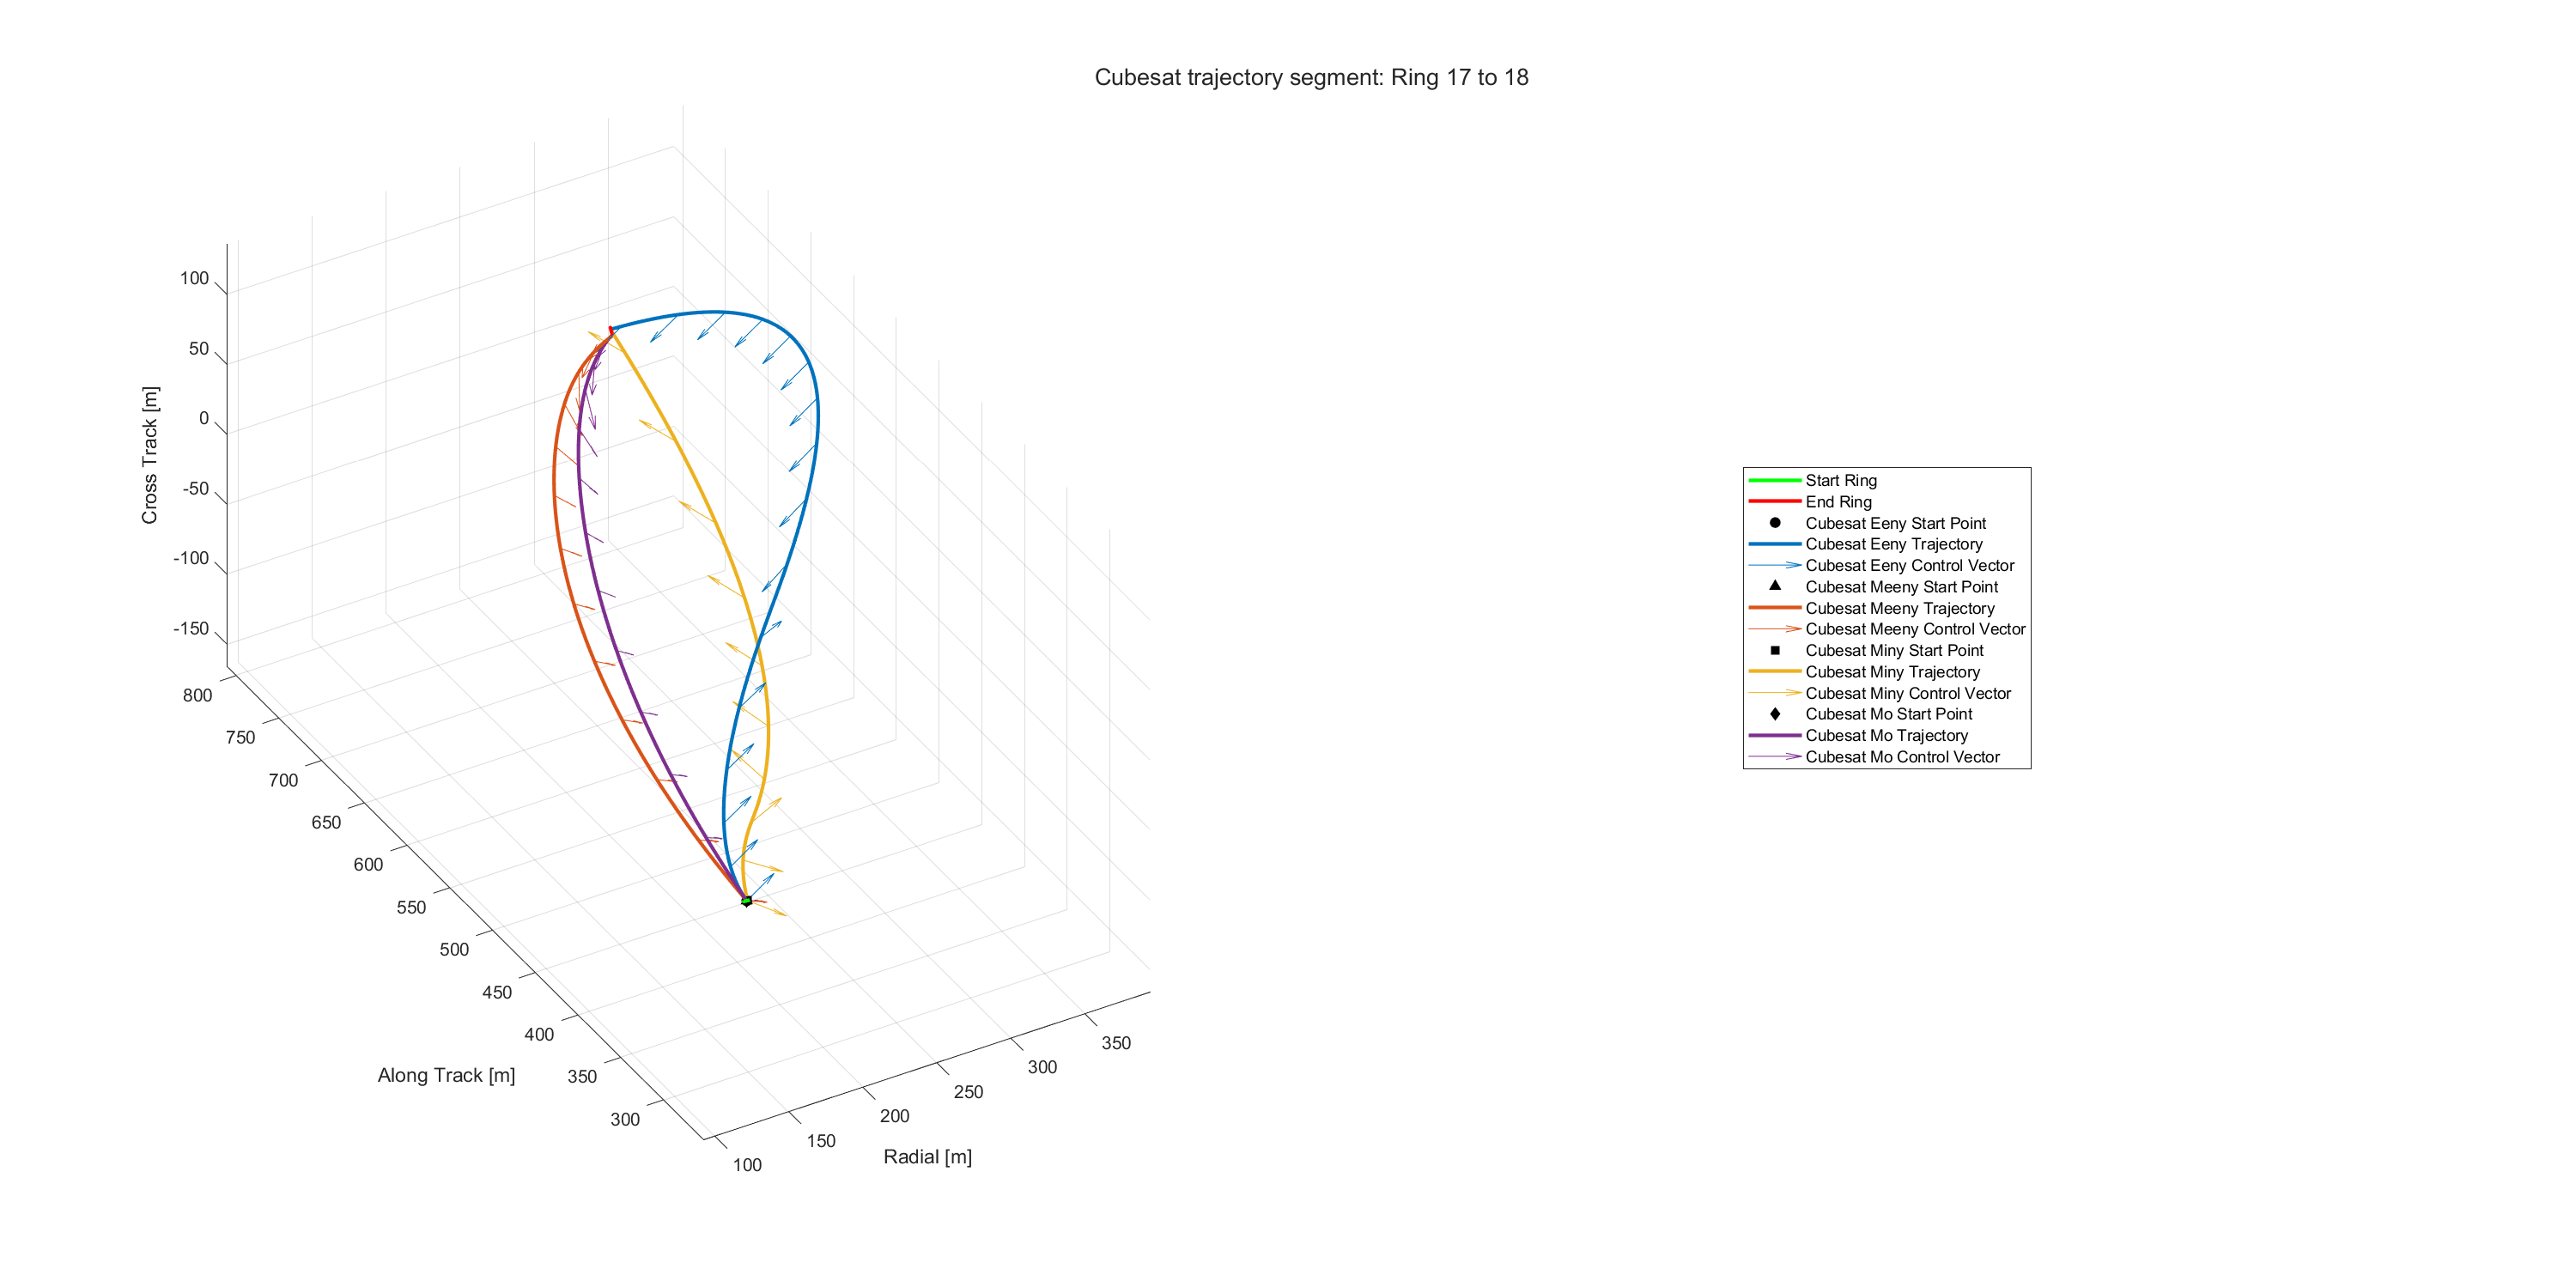 Cubesat trajectory segment: Ring 17 to 18
100
50
0
-50
-100
-150
Cross Track [m]
800
750
700
650
600
550
500
450
400
350
300
Along Track [m]
100
150
200
250
300
350
Radial [m]
Start Ring
End Ring
Cubesat Eeny Start Point
Cubesat Eeny Trajectory
Cubesat Eeny Control Vector
Cubesat Meeny Start Point
Cubesat Meeny Trajectory
Cubesat Meeny Control Vector
Cubesat Miny Start Point
Cubesat Miny Trajectory
Cubesat Miny Control Vector
Cubesat Mo Start Point
Cubesat Mo Trajectory
Cubesat Mo Control Vector